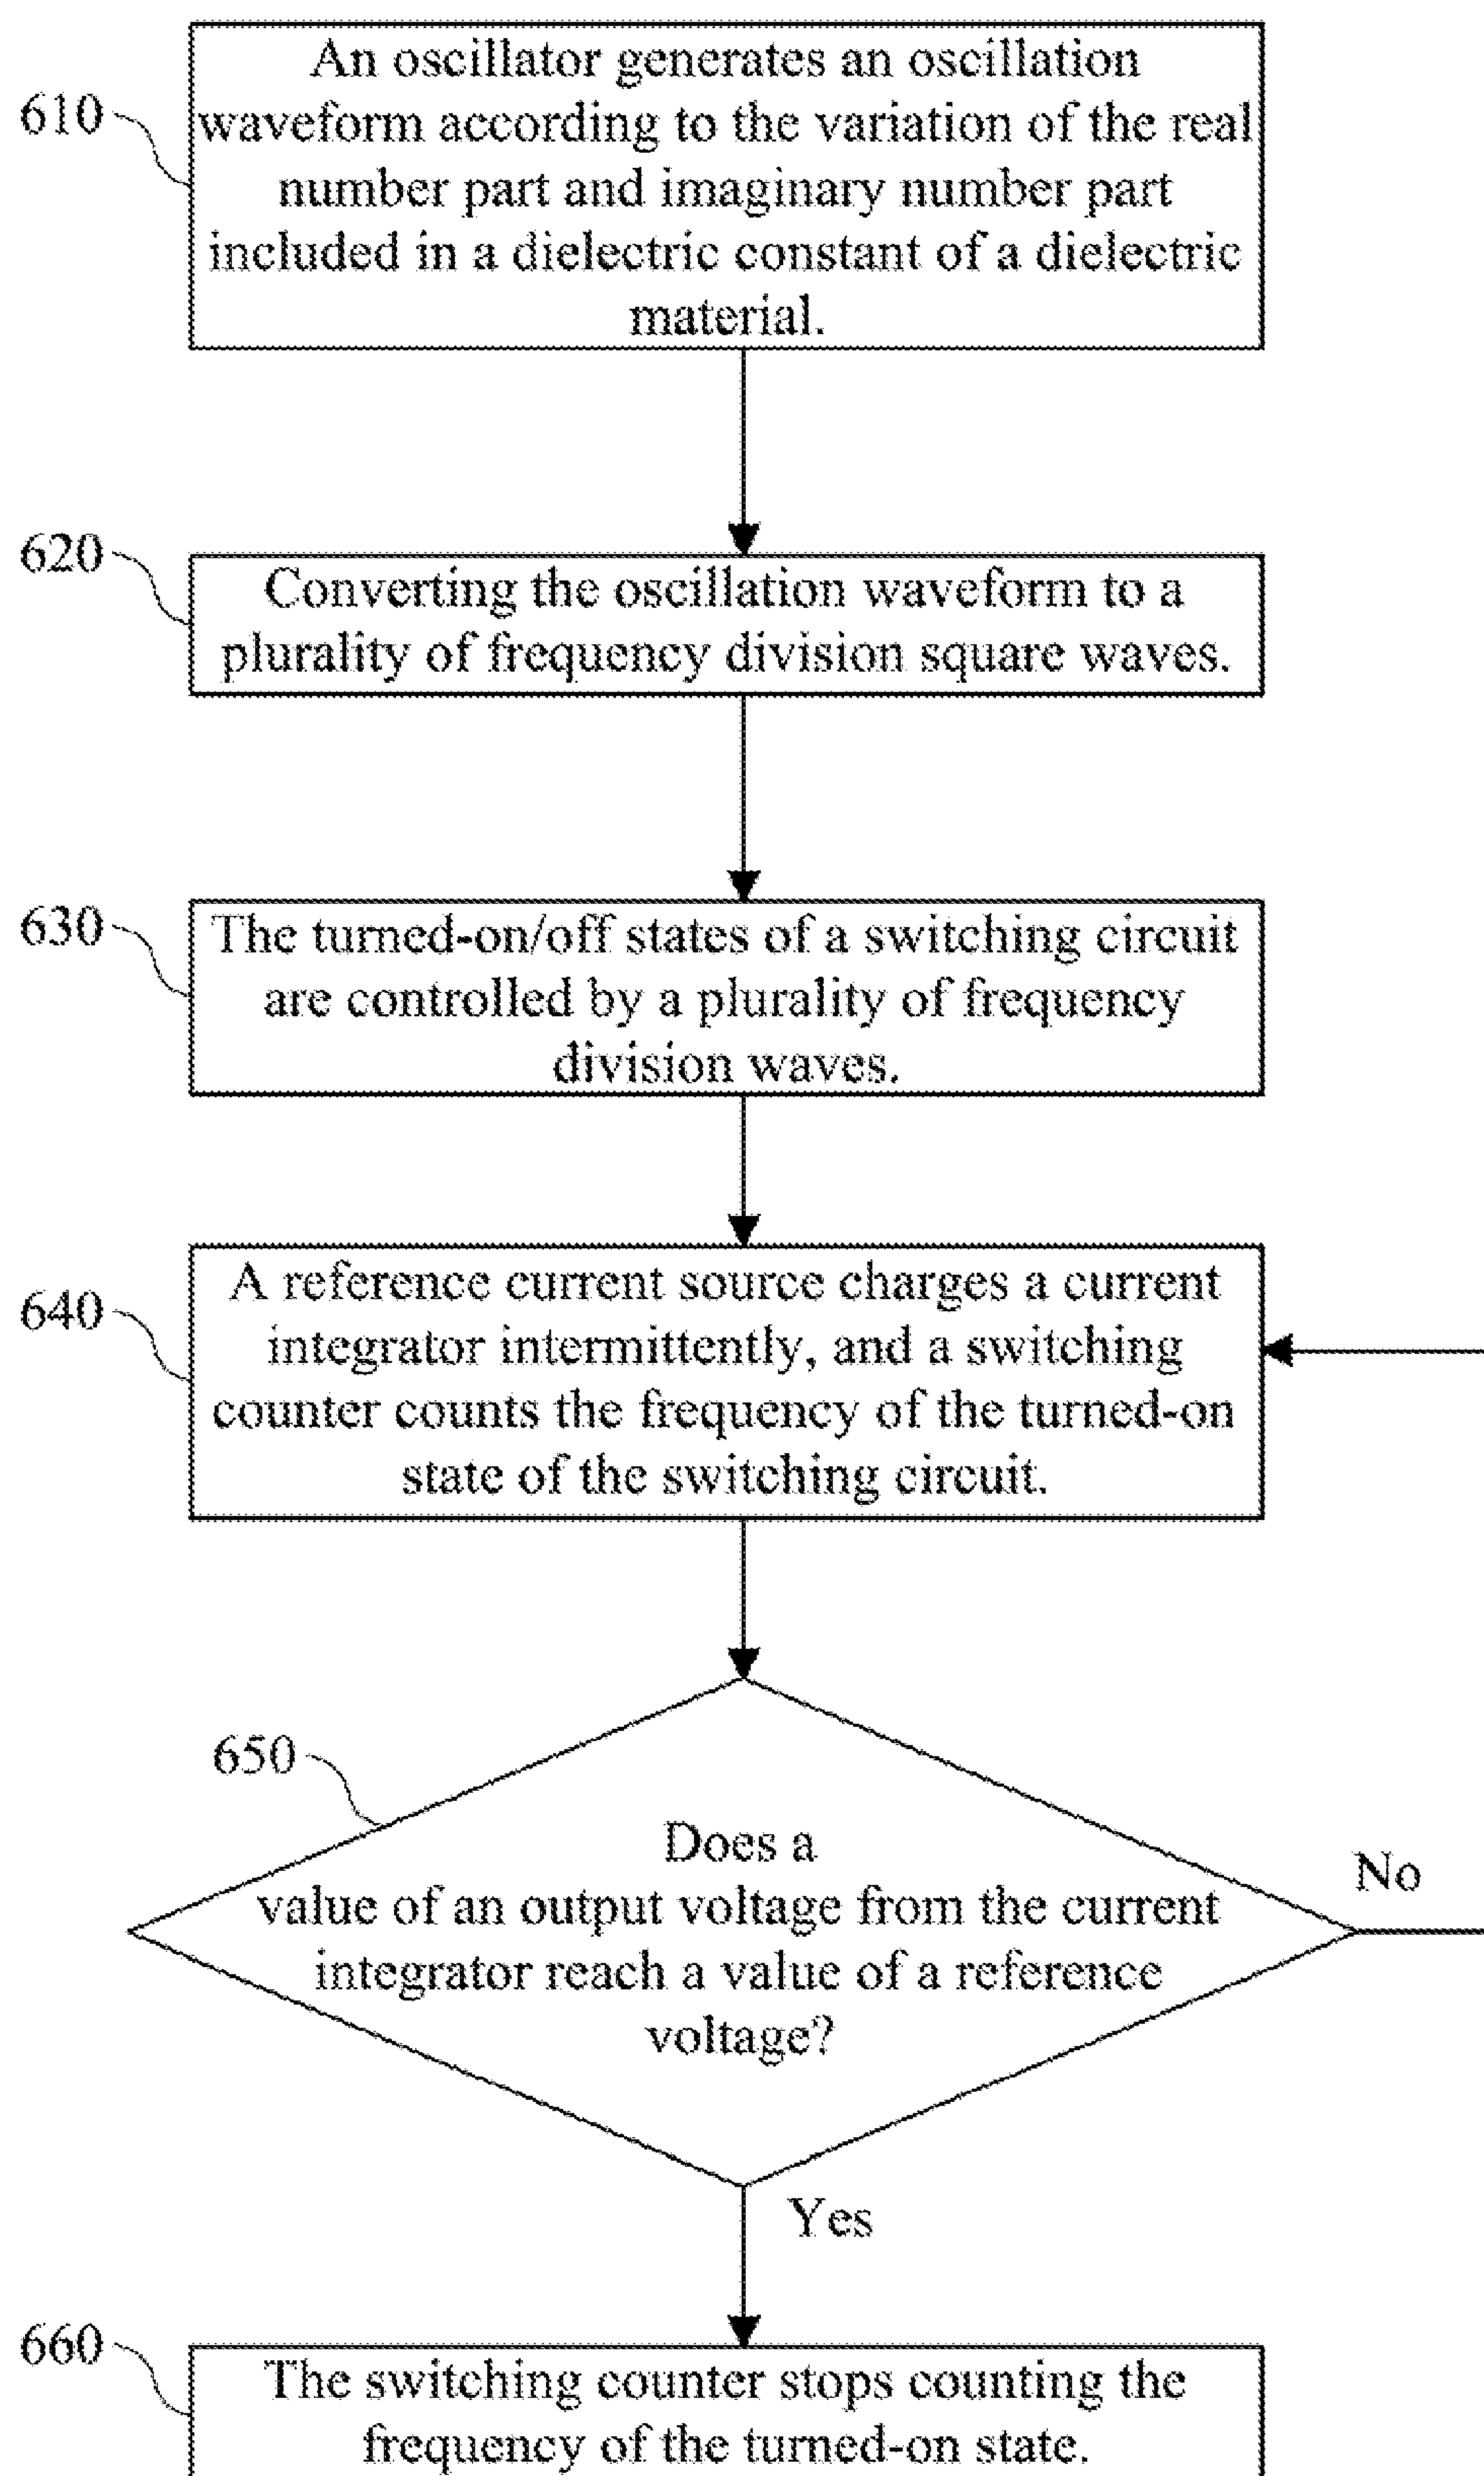 610
An oscillator generates an oscillation
waveform according to the variation of the real
number part and imaginary number part
included in a dielectric constant of a dielectric
material.
620
Converting the oscillation waveform to a
plurality of frequency division square waves.
630
The turned-on/off states of a switching circuit
are controlled by a plurality of frequency
division waves.
640
A reference current source charges a current
integrator intermittently, and a switching
counter counts the frequency of the turned-on
state of the switching circuit.
650
Does a
value of an output voltage from the current
integrator reach a value of a reference
voltage?
No
Yes
660
The switching counter stops counting the
frequency of the turned-on state.